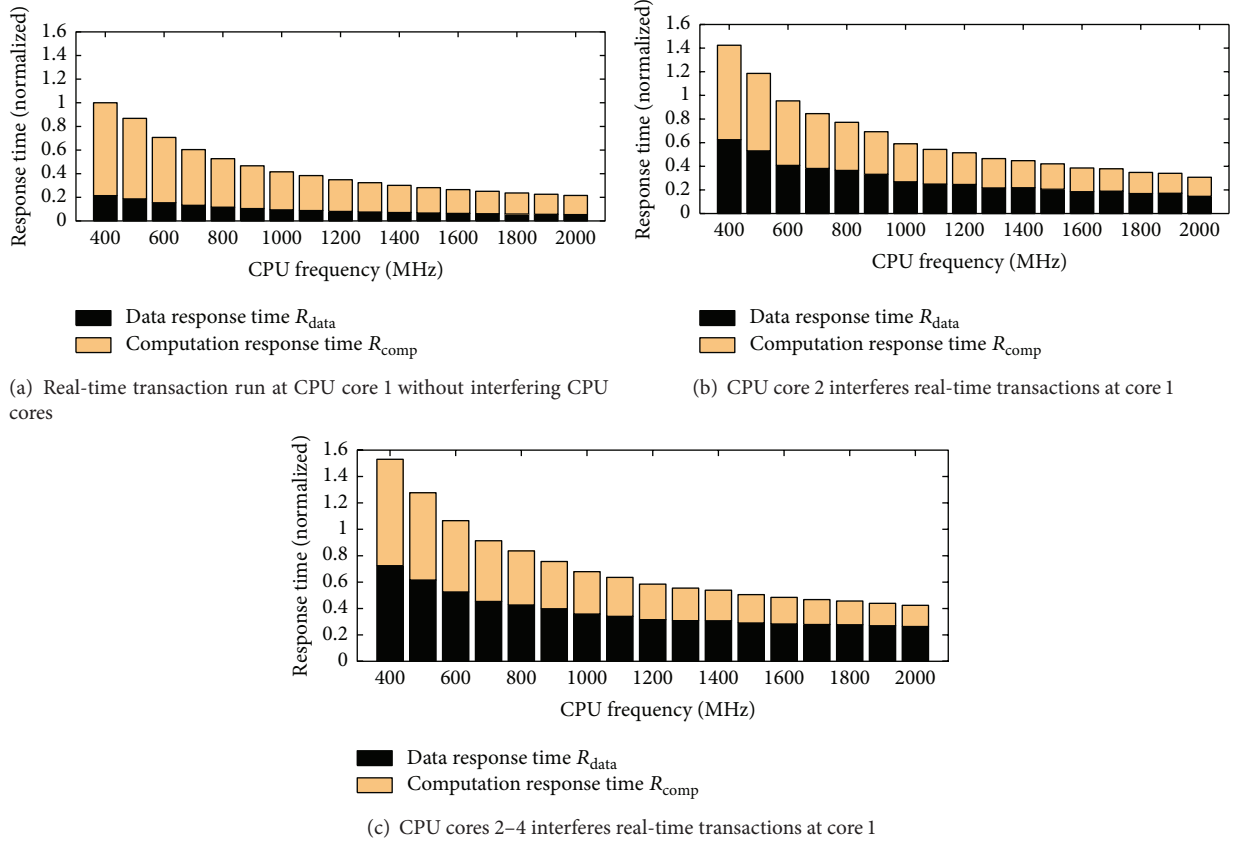 Response time (normalized)
1.6
1.4
1.2
1
0.8
0.6
0.4
0.2
0
400 600 800 1000 1200 1400 1600 1800 2000
CPU frequency (MHz)
Data response time R_data
Computation response time R_comp
(a) Real-time transaction run at CPU core 1 without interfering CPU
cores
Response time (normalized)
1.6
1.4
1.2
1
0.8
0.6
0.4
0.2
0
400 600 800 1000 1200 1400 1600 1800 2000
CPU frequency (MHz)
Data response time R_data
Computation response time R_comp
(b) CPU core 2 interferes real-time transactions at core 1
Response time (normalized)
1.6
1.4
1.2
1
0.8
0.6
0.4
0.2
0
400 600 800 1000 1200 1400 1600 1800 2000
CPU frequency (MHz)
Data response time R_data
Computation response time R_comp
(c) CPU cores 2–4 interferes real-time transactions at core 1